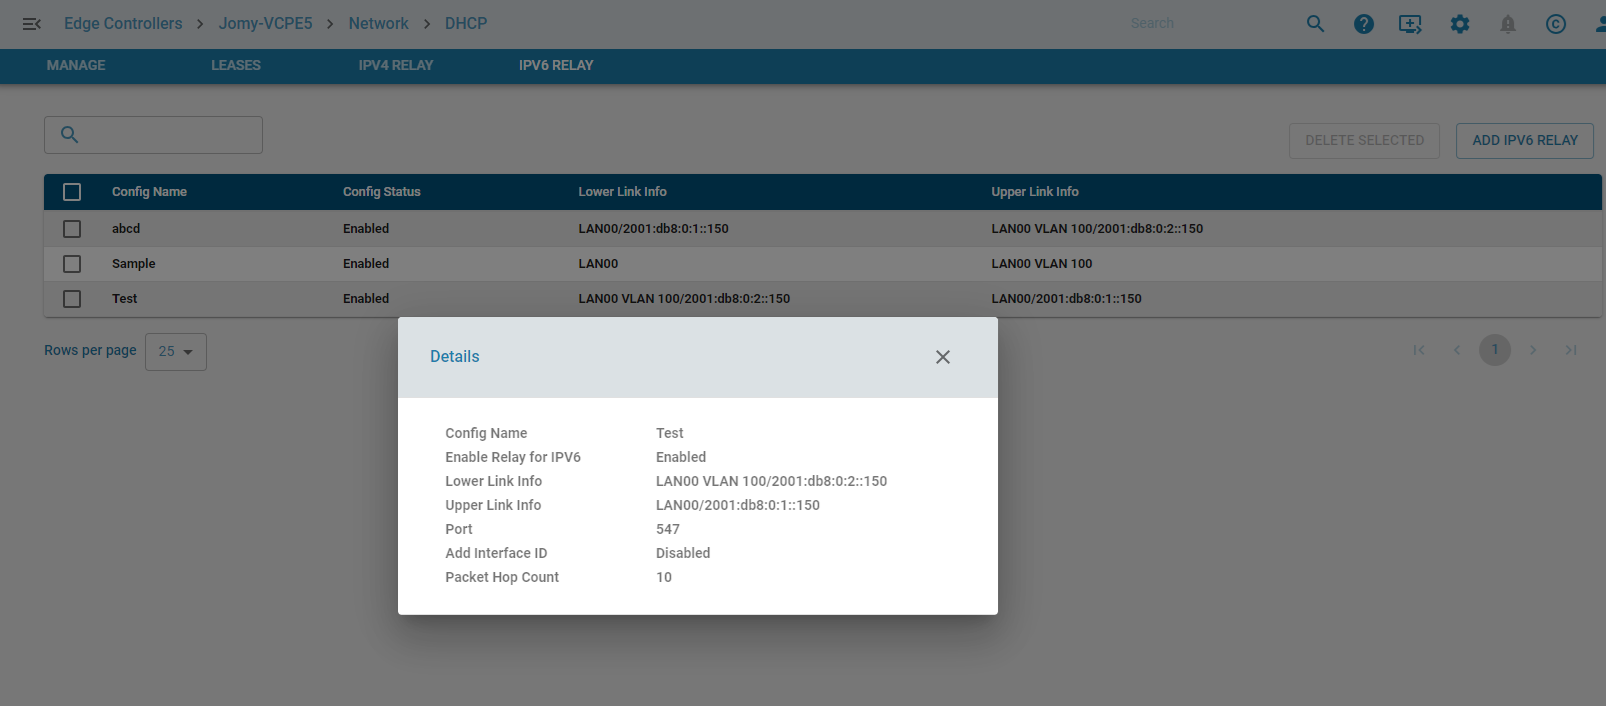 Edge Controllers > Jomy-VCPE5 > Network > DHCP Search
MANAGE LEASES IPV4 RELAY IPV6 RELAY
DELETE SELECTED ADD IPV6 RELAY
Config Name Config Status Lower Link Info Upper Link Info
abcd Enabled LAN00/2001:db8:0:1::150 LAN00 VLAN 100/2001:db8:0:2::150
Sample Enabled LAN00 LAN00 VLAN 100
Test Enabled LAN00 VLAN 100/2001:db8:0:2::150 LAN00/2001:db8:0:1::150
Rows per page 25 1
Details
Config Name Test
Enable Relay for IPV6 Enabled
Lower Link Info LAN00 VLAN 100/2001:db8:0:2::150
Upper Link Info LAN00/2001:db8:0:1::150
Port 547
Add Interface ID Disabled
Packet Hop Count 10